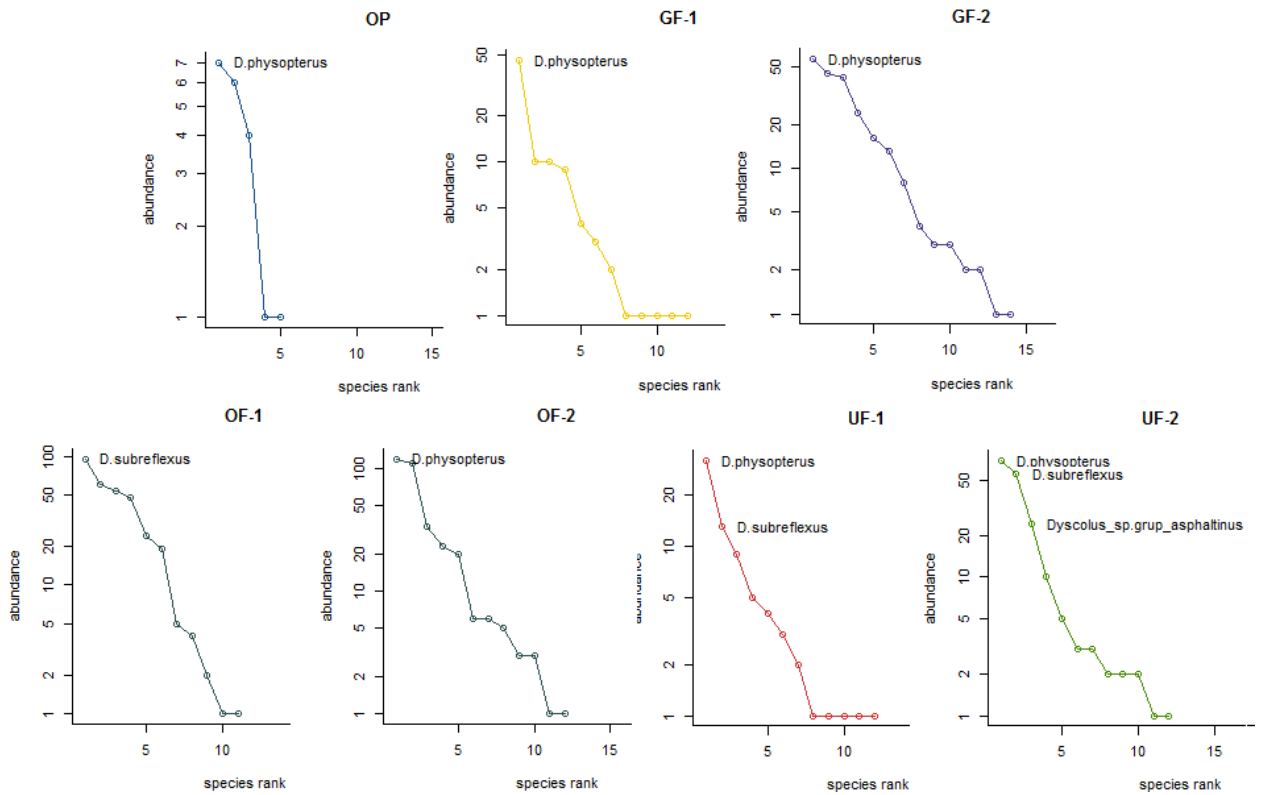 OP
GF-1
GF-2
7
6
5
4
3
2
1
abundance
D.physopterus
5
10
15
species rank
50
20
10
5
2
1
abundance
D.physopterus
5
10
species rank
50
20
10
5
2
1
abundance
D.physopterus
5
10
15
species rank
OF-1
OF-2
UF-1
UF-2
100
50
20
10
5
2
1
abundance
D.subreflexus
5
10
species rank
100
50
20
10
5
2
1
abundance
D.physopterus
5
10
15
species rank
20
10
5
2
1
abundance
D.physopterus
D.subreflexus
5
10
species rank
50
20
10
5
2
1
abundance
D.physopterus
D.subreflexus
Dyscolus_sp.grup_asphaltinus
5
10
15
species rank